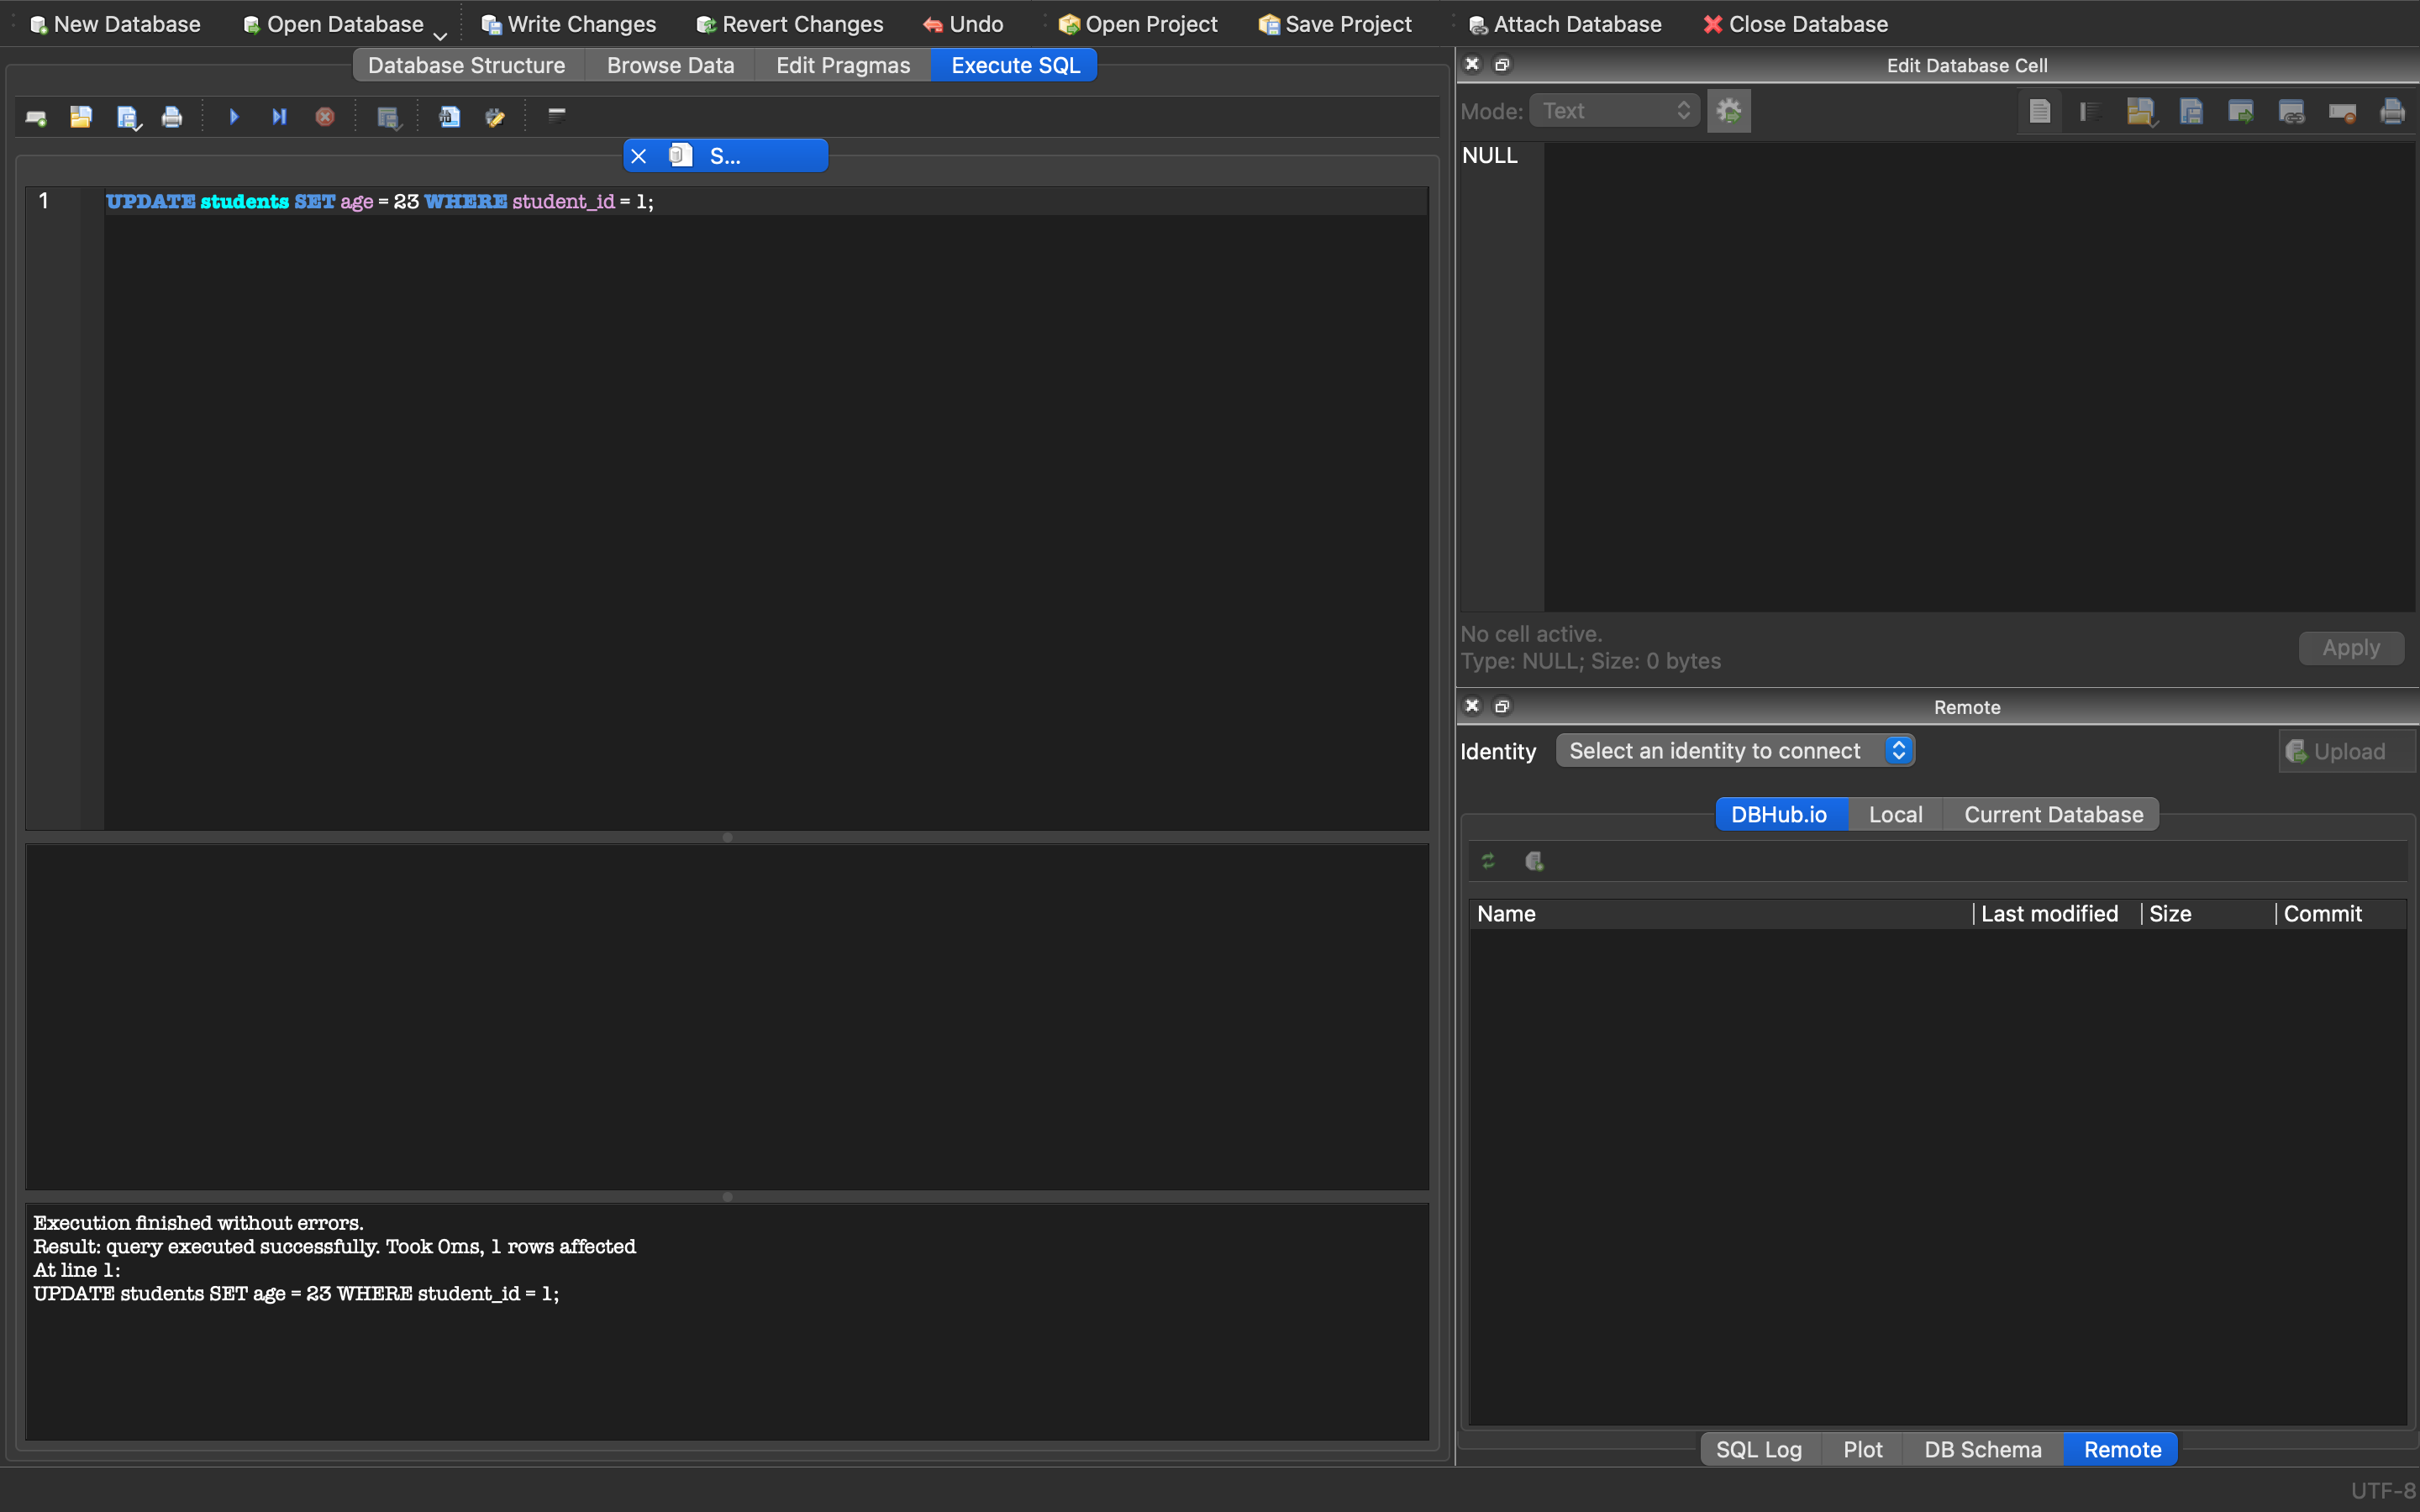 New Database
Open Database
Write Changes
Revert Changes
Undo
Open Project
Save Project
Attach Database
Close Database
Database Structure
Browse Data
Edit Pragmas
Execute SQL
S...
1
UPDATE students SET age = 23 WHERE student_id = 1;
Execution finished without errors.
Result: query executed successfully. Took 0ms, 1 rows affected
At line 1:
UPDATE students SET age = 23 WHERE student_id = 1;
Edit Database Cell
Mode: Text
NULL
No cell active.
Type: NULL; Size: 0 bytes
Apply
Remote
Identity Select an identity to connect
Upload
DBHub.io
Local
Current Database
Name Last modified Size Commit
SQL Log
Plot
DB Schema
Remote
UTF-8